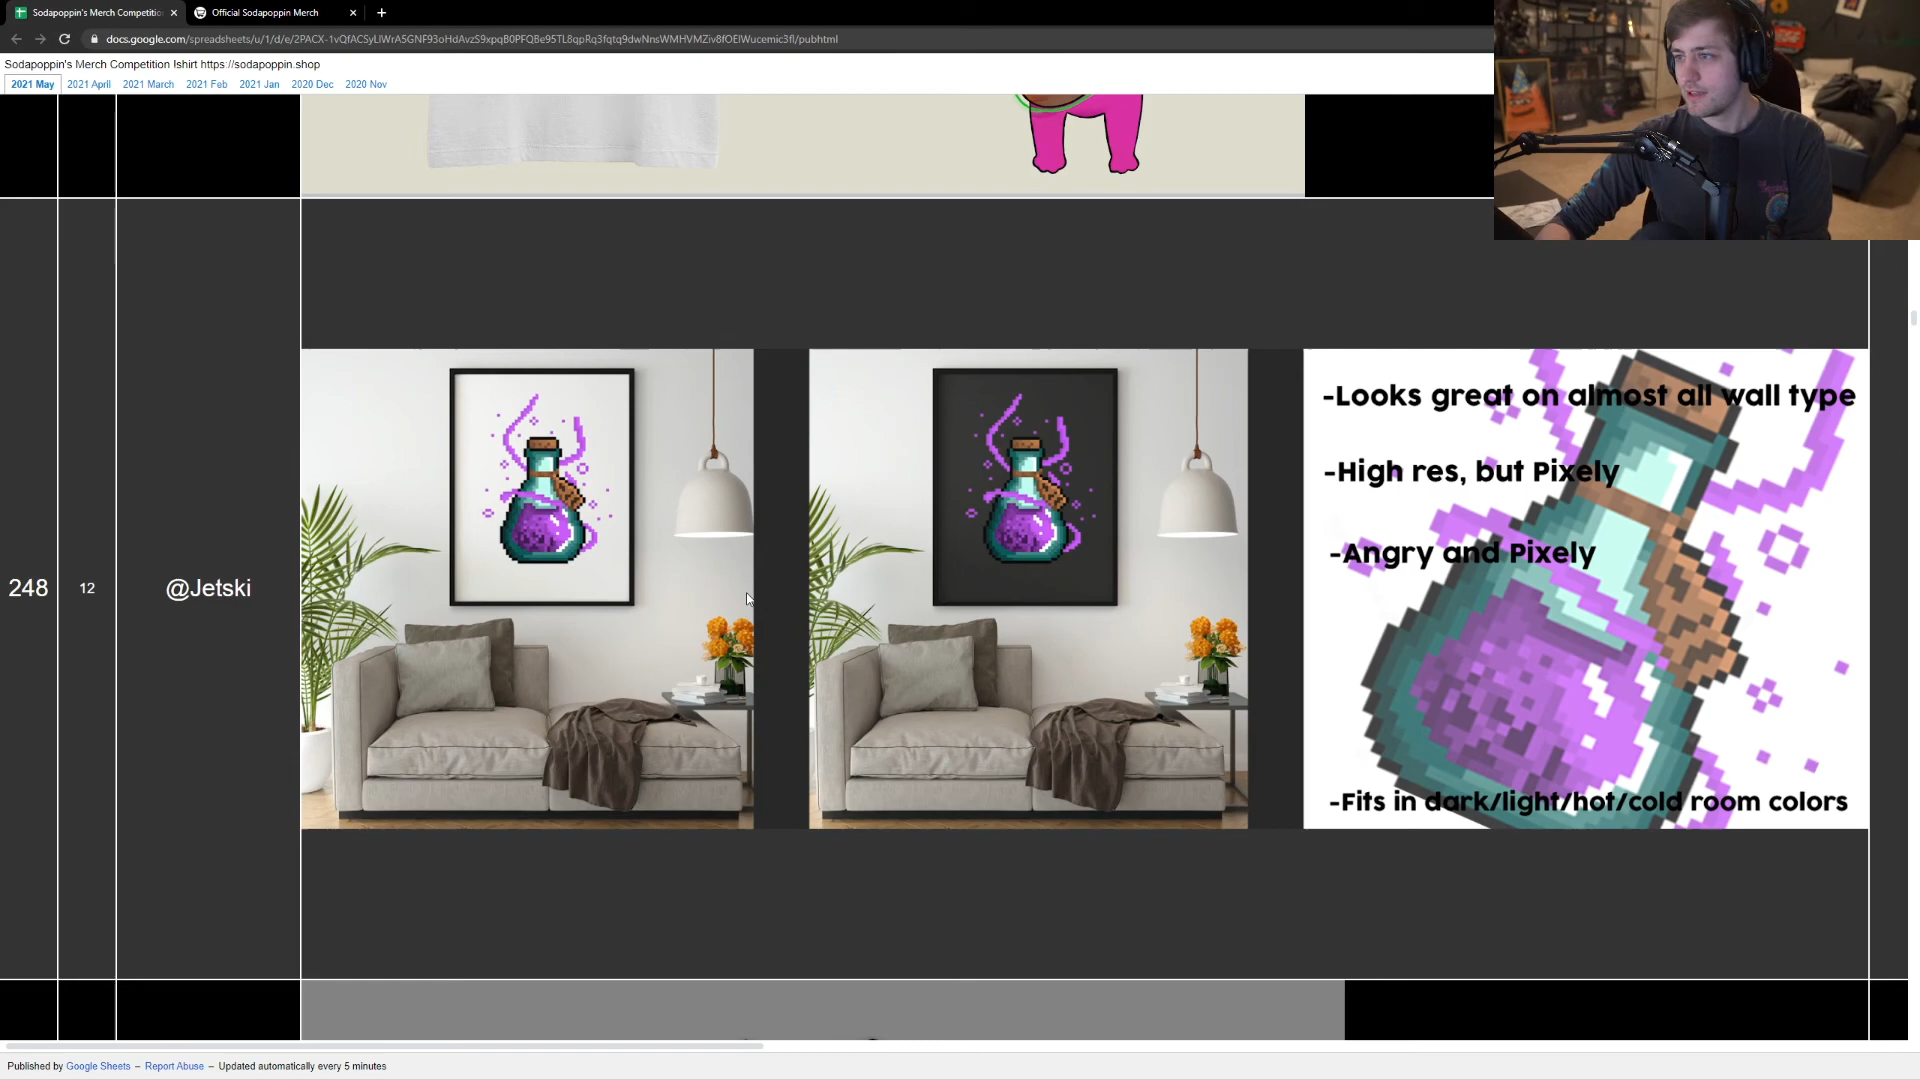 Sodapoppin's Merch Competitio
Official Sodapoppin Merch
docs.google.com/spreadsheets/u/1/d/e/2PACX-1vQfACSyLlWrA5GNF93oHdAvzS9xpqB0PFQBe95TL8qpRq3fqtq9dwNnsWMHVMZiv8fOEIWucemic3fl/pubhtml
Sodapoppin's Merch Competition !shirt https://sodapoppin.shop
2021 May 2021 April 2021 March 2021 Feb 2021 Jan 2020 Dec 2020 Nov
-Looks great on almost all wall type
-High res, but Pixely
-Angry and Pixely
248 12 @Jetski
-Fits in dark/light/hot/cold room colors
Published by Google Sheets – Report Abuse – Updated automatically every 5 minutes